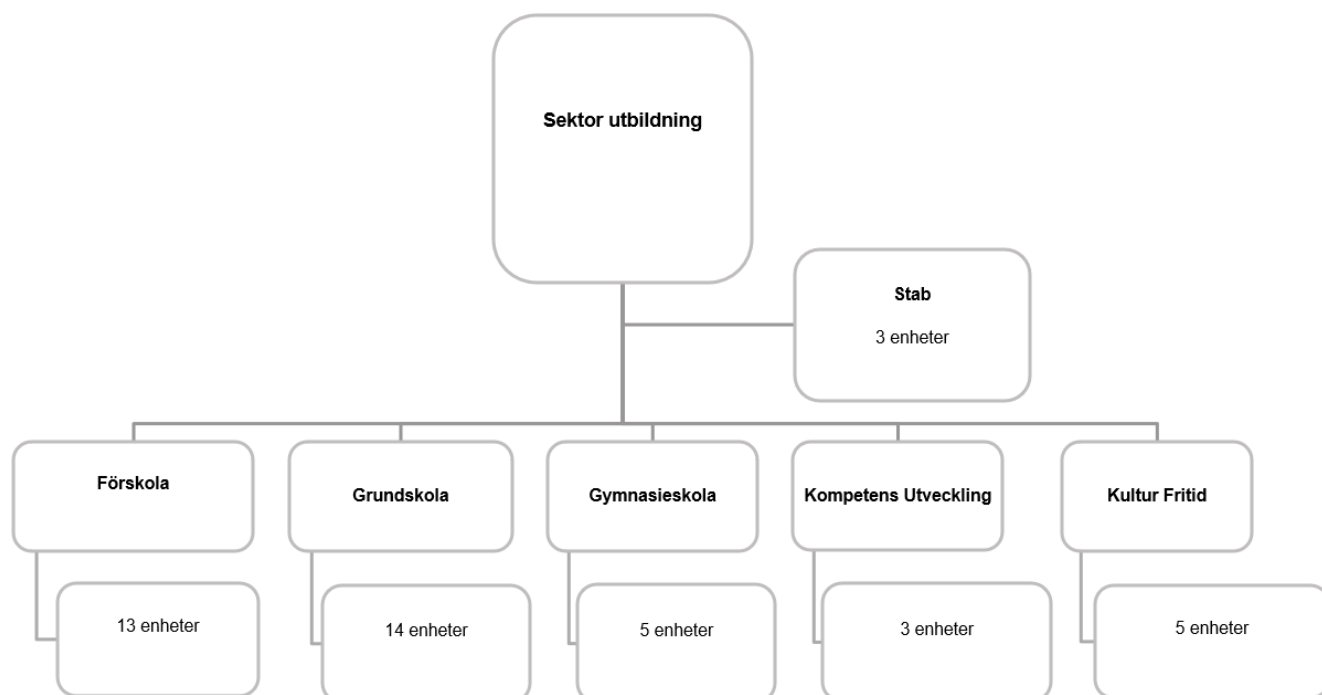 Sektor utbildning
Stab
3 enheter
Förskola
Grundskola
Gymnasieskola
Kompetens Utveckling
Kultur Fritid
13 enheter
14 enheter
5 enheter
3 enheter
5 enheter